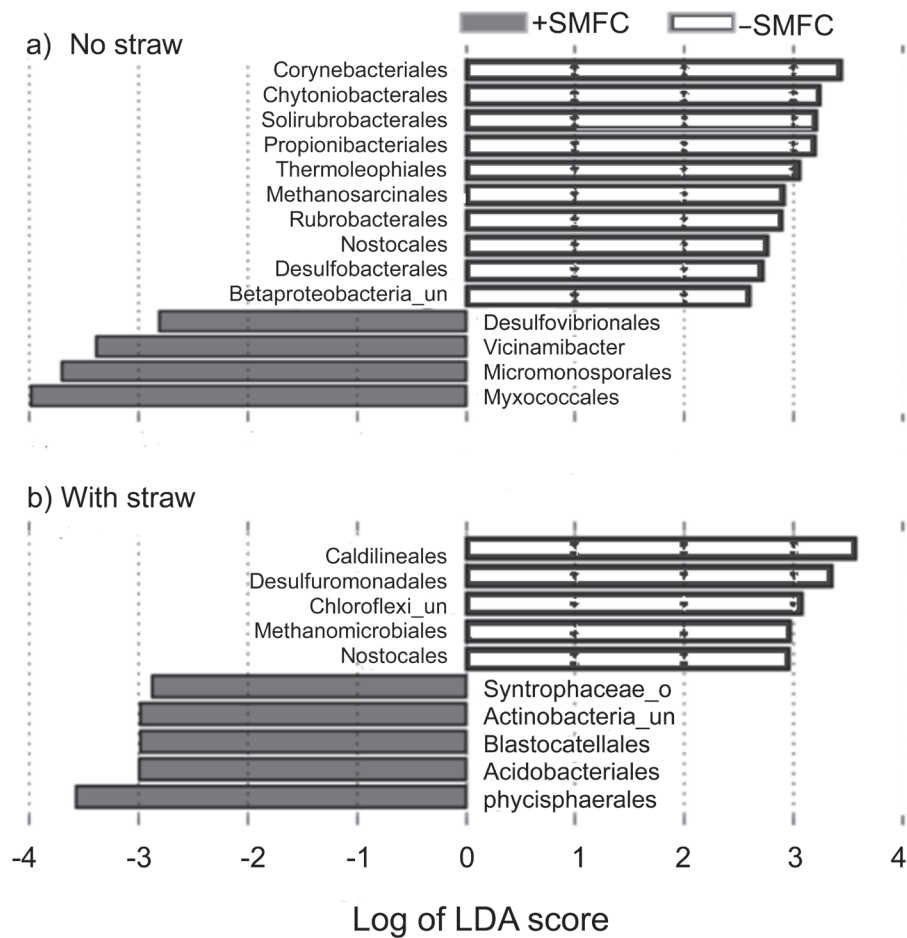 +SMFC –SMFC
a) No straw
Corynebacteriales
Chytoniobacterales
Solirubrobacterales
Propionibacteriales
Thermoleophiales
Methanosarcinales
Rubrobacterales
Nostocales
Desulfobacterales
Betaproteobacteria_un
Desulfovibrionales
Vicinamibacter
Micromonosporales
Myxococcales
b) With straw
Caldilineales
Desulfuromonadales
Chloroflexi_un
Methanomicrobiales
Nostocales
Syntrophaceae_o
Actinobacteria_un
Blastocatellales
Acidobacteriales
phycisphaerales
-4 -3 -2 -1 0 1 2 3 4
Log of LDA score